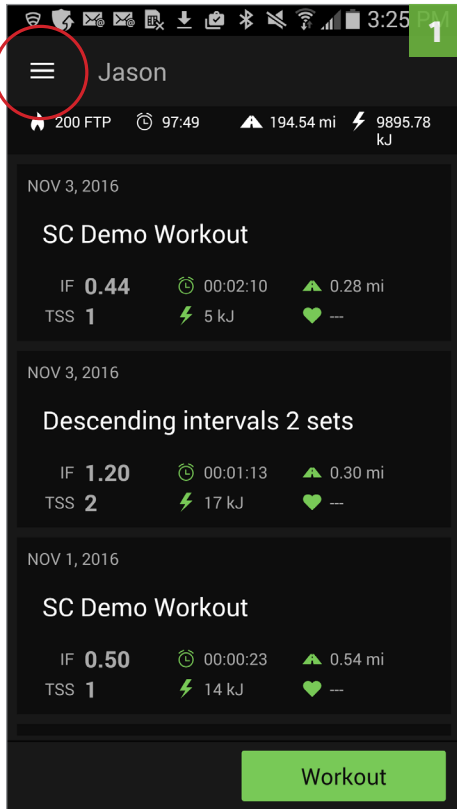 3:25 PM
1
Jason
200 FTP 97:49 194.54 mi 9895.78
kJ
NOV 3, 2016
SC Demo Workout
IF 0.44 00:02:10 0.28 mi
TSS 1 5 kJ ---
NOV 3, 2016
Descending intervals 2 sets
IF 1.20 00:01:13 0.30 mi
TSS 2 17 kJ ---
NOV 1, 2016
SC Demo Workout
IF 0.50 00:00:23 0.54 mi
TSS 1 14 kJ ---
Workout